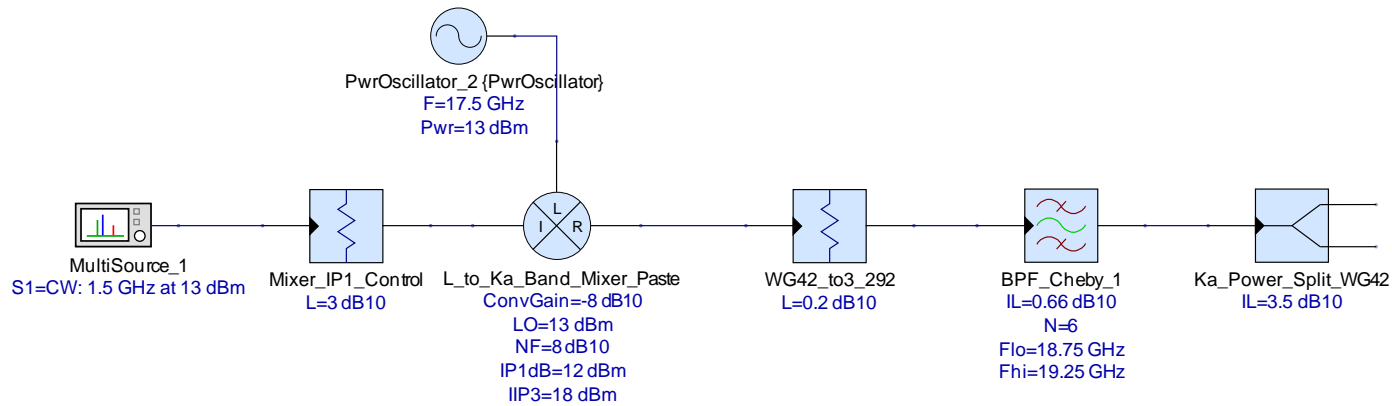 PwrOscillator_2 {PwrOscillator}
F=17.5 GHz
Pwr=13 dBm
MultiSource_1
S1=CW: 1.5 GHz at 13 dBm
Mixer_IP1_Control
L=3 dB10
L
I
R
L_to_Ka_Band_Mixer_Paste
ConvGain=-8 dB10
LO=13 dBm
NF=8 dB10
IP1dB=12 dBm
IIP3=18 dBm
WG42_to3_292
L=0.2 dB10
BPF_Cheby_1
IL=0.66 dB10
N=6
Flo=18.75 GHz
Fhi=19.25 GHz
Ka_Power_Split_WG42
IL=3.5 dB10